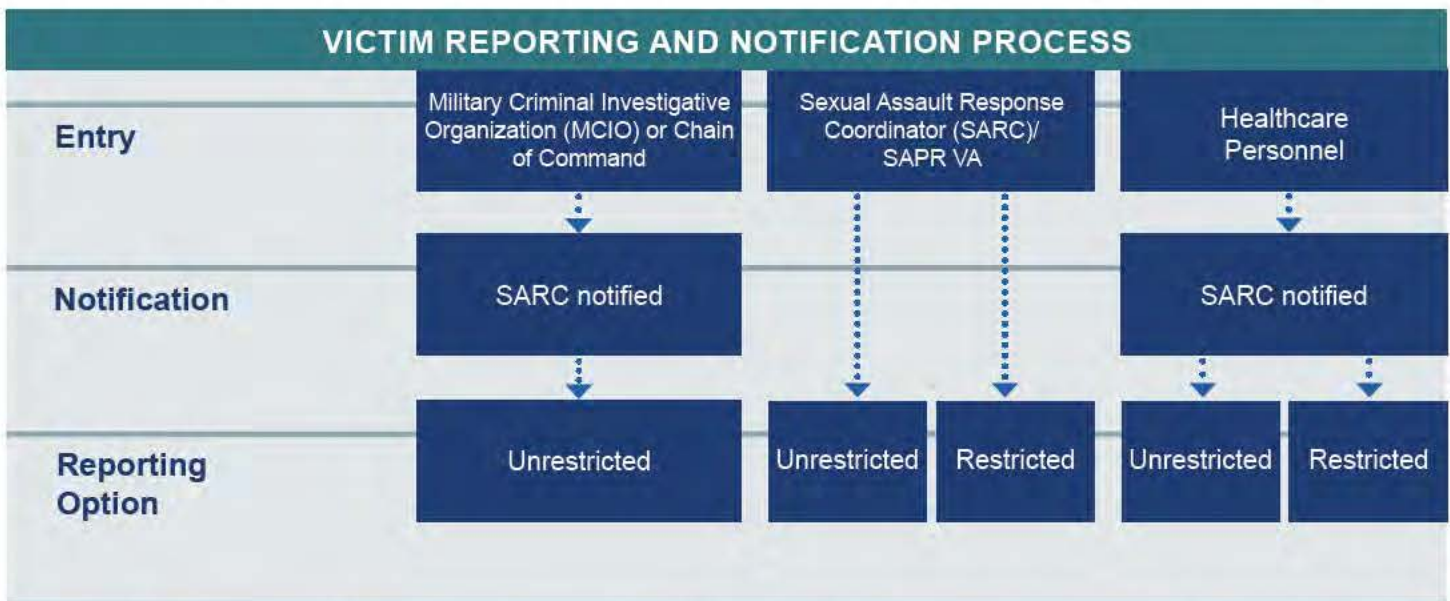 VICTIM REPORTING AND NOTIFICATION PROCESS
Entry
Military Criminal Investigative
Organization (MCIO) or Chain
of Command
Sexual Assault Response
Coordinator (SARC)/
SAPR VA
Healthcare
Personnel
Notification
SARC notified
SARC notified
Reporting
Option
Unrestricted
Unrestricted
Restricted
Unrestricted
Restricted